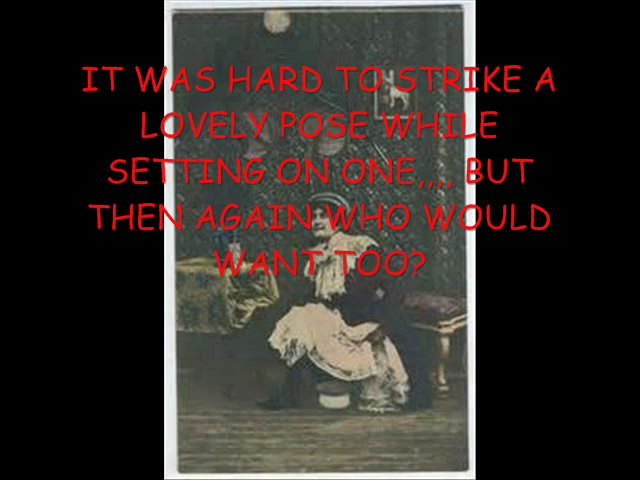 IT WAS HARD TO STRIKE A
LOVELY POSE WHILE
SETTING ON ONE,,,, BUT
THEN AGAIN WHO WOULD
WANT TOO?